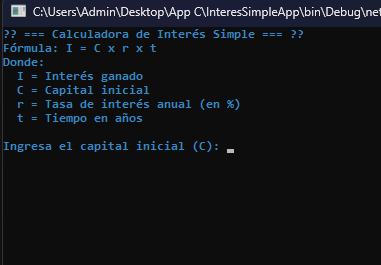 C:\Users\Admin\Desktop\App C\InteresSimpleApp\bin\Debug\net
?? === Calculadora de Interés Simple === ??
Fórmula: I = C x r x t
Donde:
I = Interés ganado
C = Capital inicial
r = Tasa de interés anual (en %)
t = Tiempo en años
Ingresa el capital inicial (C):